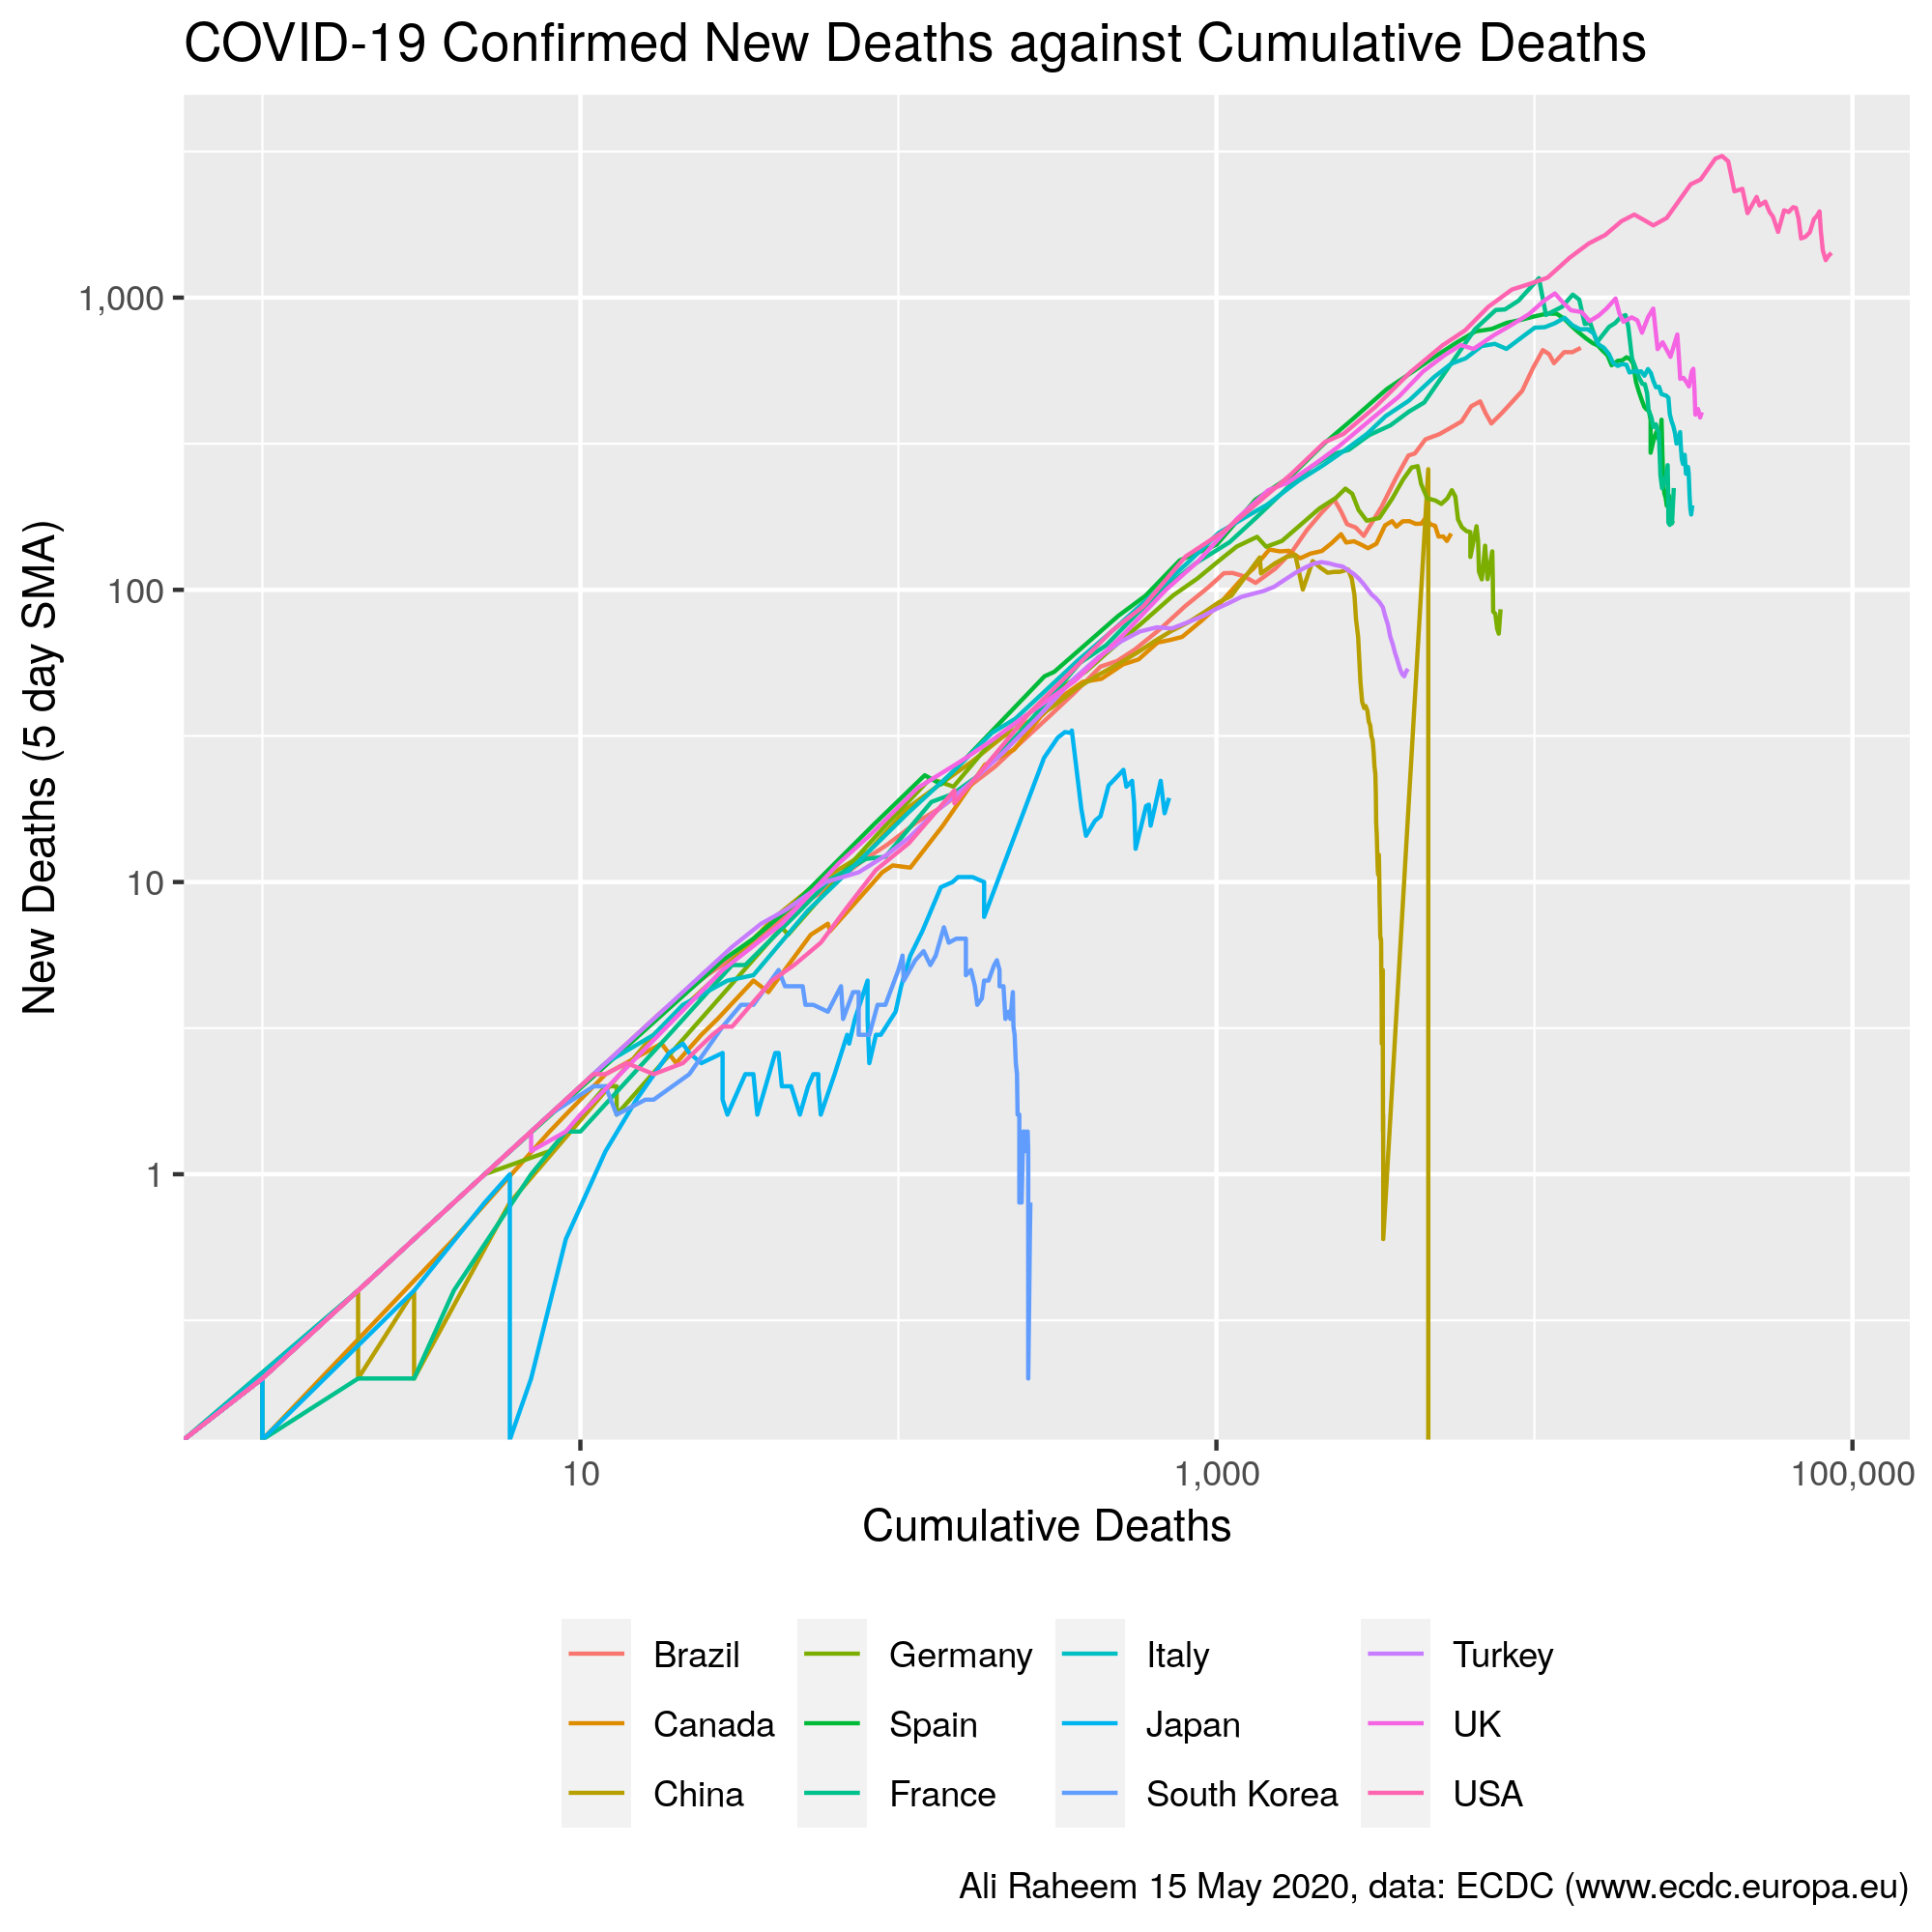 COVID-19 Confirmed New Deaths against Cumulative Deaths
New Deaths (5 day SMA)
1,000
100
10
1
10
1,000
100,000
Cumulative Deaths
Brazil
Germany
Italy
Turkey
Canada
Spain
Japan
UK
China
France
South Korea
USA
Ali Raheem 15 May 2020, data: ECDC (www.ecdc.europa.eu)